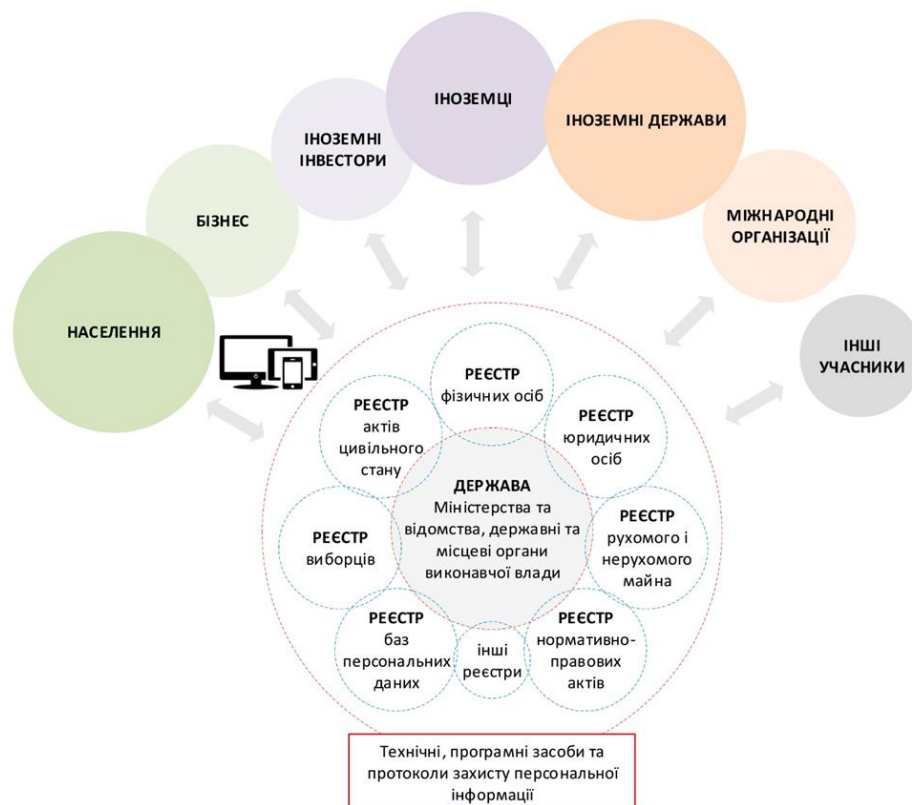 ІНОЗЕМЦІ
ІНОЗЕМНІ ДЕРЖАВИ
ІНОЗЕМНІ
ІНВЕСТОРИ
БІЗНЕС
МІЖНАРОДНІ
ОРГАНІЗАЦІЇ
НАСЕЛЕННЯ
ІНШІ
УЧАСНИКИ
РЕЄСТР
фізичних осіб
РЕЄСТР
актів
цивільного
стану
РЕЄСТР
юридичних
осіб
ДЕРЖАВА
Міністерства та
відомства, державні та
місцеві органи
виконавчої влади
РЕЄСТР
виборців
РЕЄСТР
рухомого і
нерухомого
майна
РЕЄСТР
баз
персональних
даних
інші
реєстри
РЕЄСТР
нормативно-
правових
актів
Технічні, програмні засоби та
протоколи захисту персональної
інформації